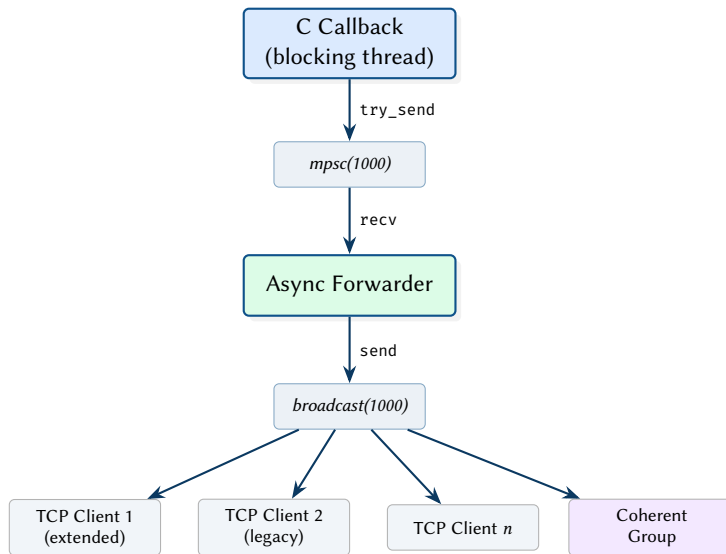 C Callback
(blocking thread)
try_send
mpsc(1000)
recv
Async Forwarder
send
broadcast(1000)
TCP Client 1
(extended)
TCP Client 2
(legacy)
TCP Client n
Coherent
Group